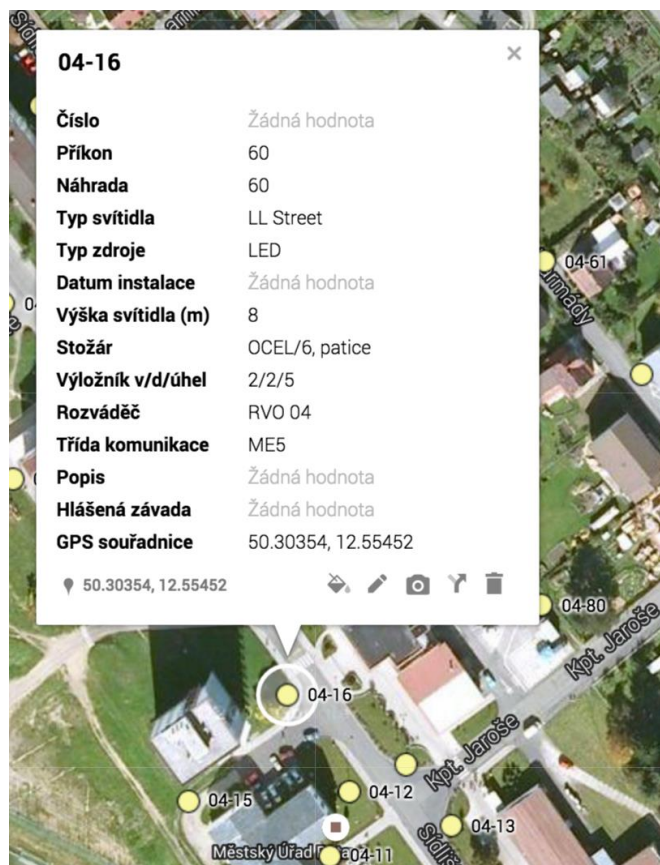 04-16
Číslo Žádná hodnota
Příkon 60
Náhrada 60
Typ svítidla LL Street
Typ zdroje LED
Datum instalace Žádná hodnota
Výška svítidla (m) 8
Stožár OCEL/6, patice
Výložník v/d/úhel 2/2/5
Rozváděč RVO 04
Třída komunikace ME5
Popis Žádná hodnota
Hlášená závada Žádná hodnota
GPS souřadnice 50.30354, 12.55452
50.30354, 12.55452
04-61
04-80
Kpt. Jaroše
04-16
Kpt. Jaroše
04-15
04-12
04-13
Městský Úřad
04-11